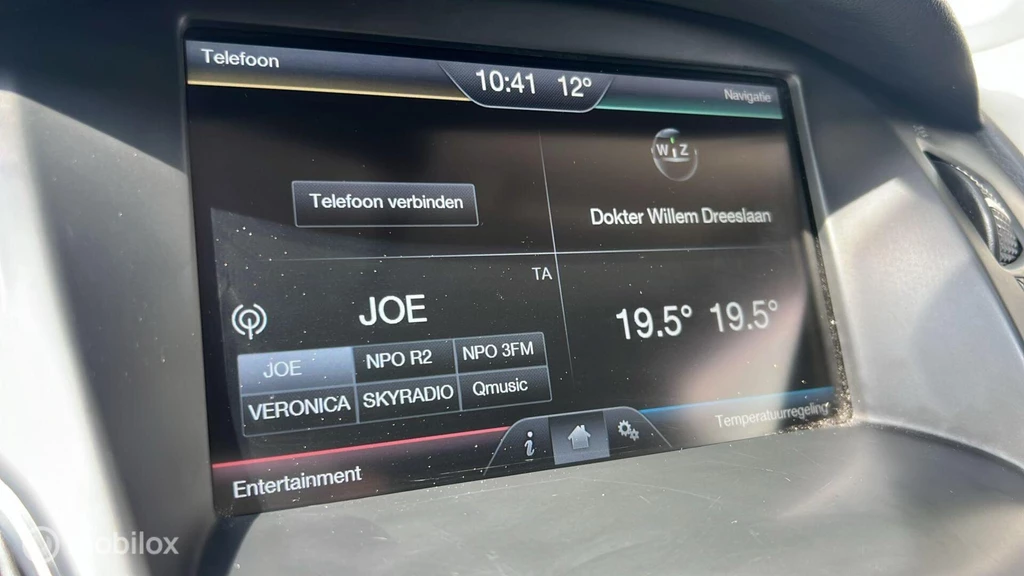 Telefoon
10:41 12°
Navigatie
W i Z
Telefoon verbinden
Dokter Willem Dreeslaan
TA
JOE
19.5° 19.5°
JOE NPO R2 NPO 3FM
VERONICA SKYRADIO Qmusic
i
Entertainment
Temperatuurregeling
Mobilox